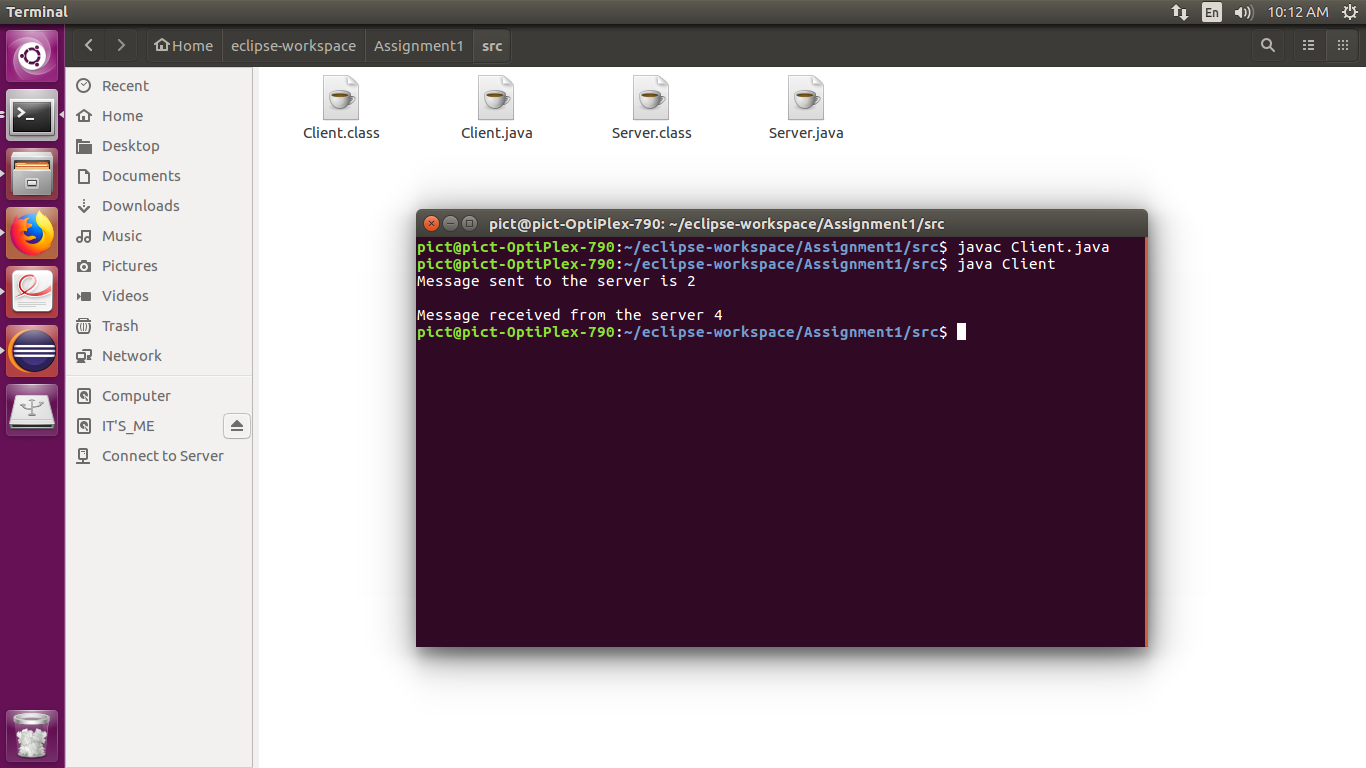 Terminal
En
10:12 AM
Home
eclipse-workspace
Assignment1
src
Recent
Home
Desktop
Documents
Downloads
Music
Pictures
Videos
Trash
Network
Computer
IT'S_ME
Connect to Server
Client.class
Client.java
Server.class
Server.java
pict@pict-OptiPlex-790: ~/eclipse-workspace/Assignment1/src
pict@pict-OptiPlex-790:~/eclipse-workspace/Assignment1/src$ javac Client.java
pict@pict-OptiPlex-790:~/eclipse-workspace/Assignment1/src$ java Client
Message sent to the server is 2
Message received from the server 4
pict@pict-OptiPlex-790:~/eclipse-workspace/Assignment1/src$